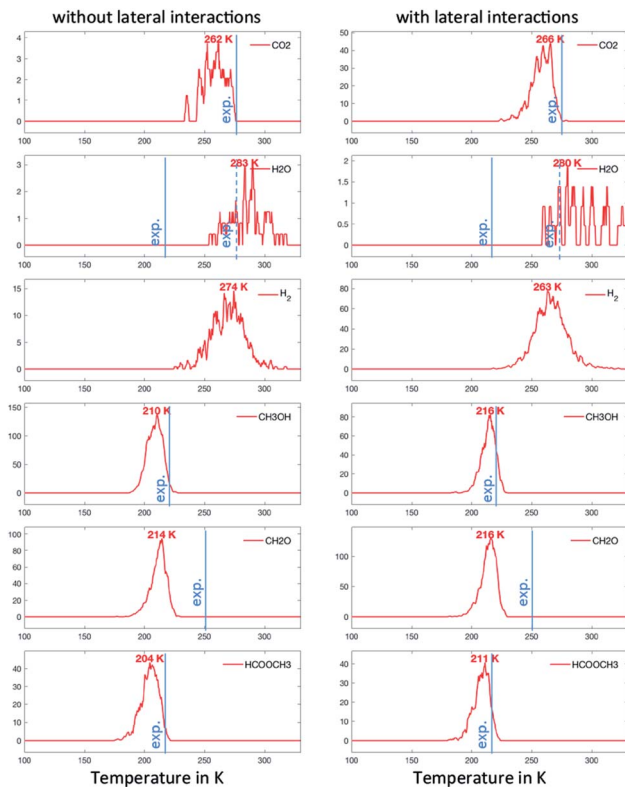 without lateral interactions
with lateral interactions
262 K
CO2
exp.
4
3
2
1
0
100 150 200 250 300
266 K
CO2
exp.
50
40
30
20
10
0
100 150 200 250 300
283 K
H2O
exp.
exp.
3
2
1
0
100 150 200 250 300
280 K
H2O
exp.
exp.
2
1.5
1
0.5
0
100 150 200 250 300
274 K
H2
15
10
5
0
100 150 200 250 300
263 K
H2
80
60
40
20
0
100 150 200 250 300
210 K
CH3OH
exp.
150
100
50
0
100 150 200 250 300
216 K
CH3OH
exp.
80
60
40
20
0
100 150 200 250 300
214 K
CH2O
exp.
100
80
60
40
20
0
100 150 200 250 300
216 K
CH2O
exp.
100
50
0
100 150 200 250 300
204 K
HCOOCH3
exp.
40
30
20
10
0
100 150 200 250 300
211 K
HCOOCH3
exp.
40
30
20
10
0
100 150 200 250 300
Temperature in K
Temperature in K